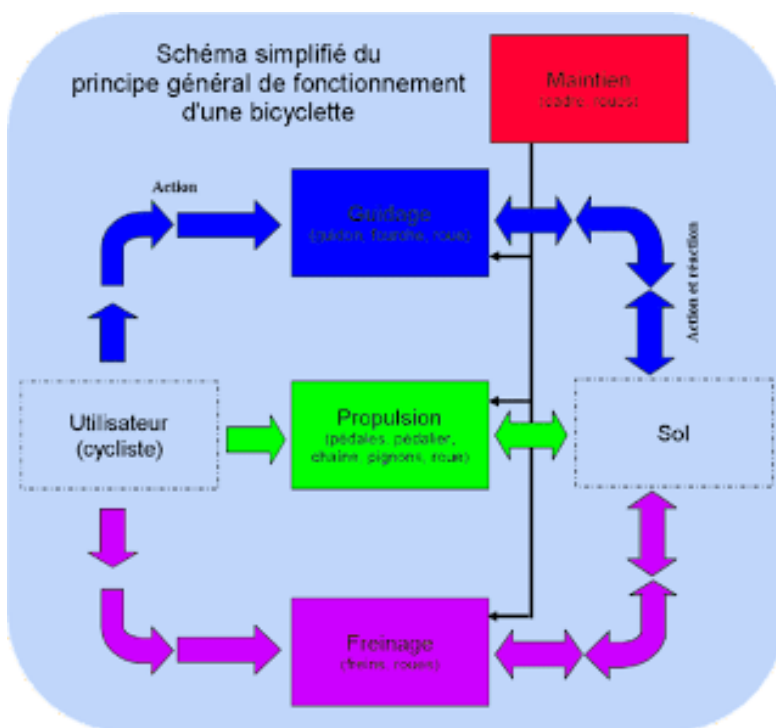 Schéma simplifié du
principe général de fonctionnement
d'une bicyclette
Maintien
(cadre, roues)
Action
Guidage
(guidon, fourche, roue)
Action et réaction
Utilisateur
(cycliste)
Propulsion
(pédales, pédalier,
chaîne, pignons, roue)
Sol
Freinage
(freins, roues)